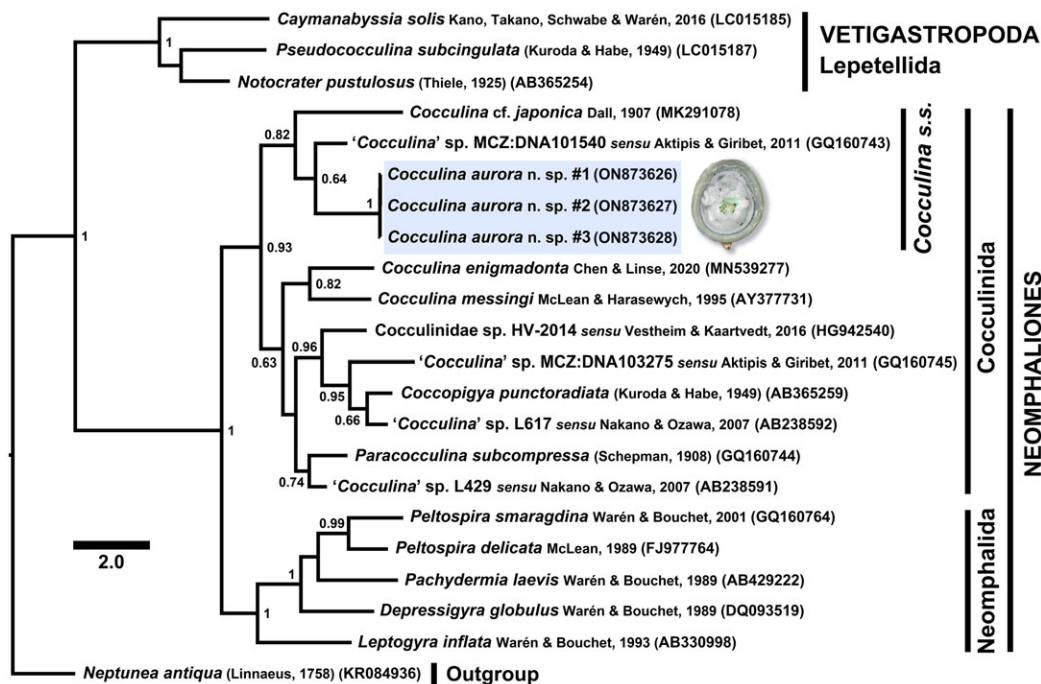 Caymanabyssia solis Kano, Takano, Schwabe & Warén, 2016 (LC015185)
1
Pseudococculina subcingulata (Kuroda & Habe, 1949) (LC015187)
Notocrater pustulosus (Thiele, 1925) (AB365254)
VETIGASTROPODA
Lepetellida
Cocculina cf. japonica Dall, 1907 (MK291078)
0.82
'Cocculina' sp. MCZ:DNA101540 sensu Aktipis & Giribet, 2011 (GQ160743)
0.64
Cocculina aurora n. sp. #1 (ON873626)
1
Cocculina aurora n. sp. #2 (ON873627)
Cocculina aurora n. sp. #3 (ON873628)
Cocculina s.s.
1
0.93
Cocculina enigmadonta Chen & Linse, 2020 (MN539277)
0.82
Cocculina messingi McLean & Harasewych, 1995 (AY377731)
Cocculinidae sp. HV-2014 sensu Vestheim & Kaartvedt, 2016 (HG942540)
0.96
0.63
'Cocculina' sp. MCZ:DNA103275 sensu Aktipis & Giribet, 2011 (GQ160745)
0.95
Coccopigya punctoradiata (Kuroda & Habe, 1949) (AB365259)
0.66
'Cocculina' sp. L617 sensu Nakano & Ozawa, 2007 (AB238592)
1
Paracocculina subcompressa (Schepman, 1908) (GQ160744)
0.74
'Cocculina' sp. L429 sensu Nakano & Ozawa, 2007 (AB238591)
Cocculinida
NEOMPHALIONES
Peltospira smaragdina Warén & Bouchet, 2001 (GQ160764)
0.99
Peltospira delicata McLean, 1989 (FJ977764)
2.0
1
Pachydermia laevis Warén & Bouchet, 1989 (AB429222)
Depressigyra globulus Warén & Bouchet, 1989 (DQ093519)
1
Leptogyra inflata Warén & Bouchet, 1993 (AB330998)
Neomphalida
Neptunea antiqua (Linnaeus, 1758) (KR084936)
Outgroup